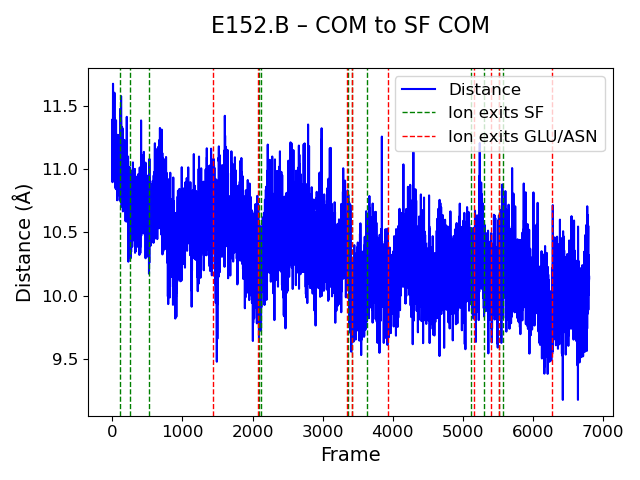 E152.B – COM to SF COM
Distance
Ion exits SF
Ion exits GLU/ASN
Distance (Å)
11.5
11.0
10.5
10.0
9.5
0 1000 2000 3000 4000 5000 6000 7000
Frame